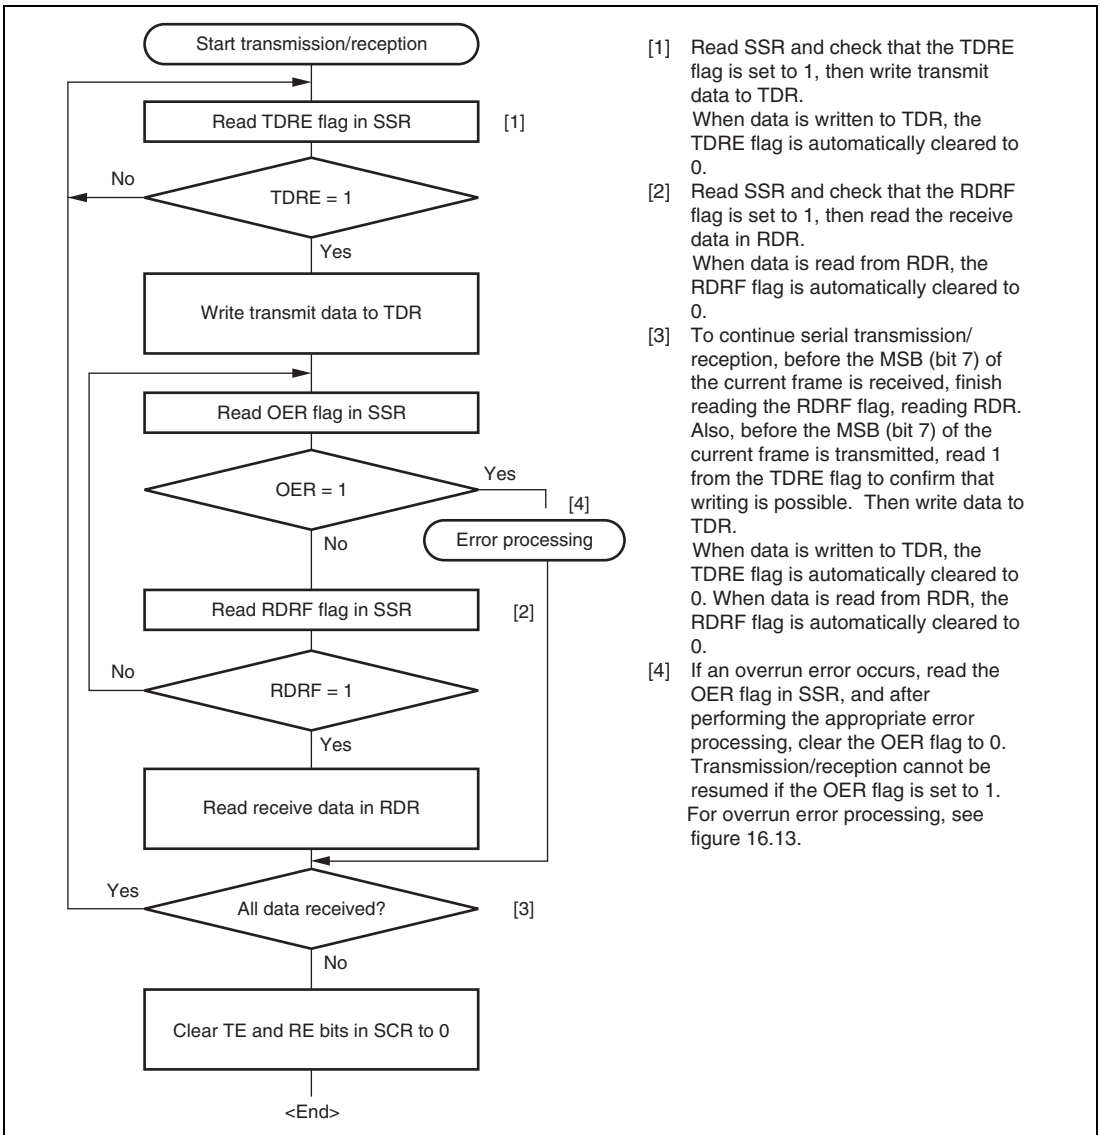 Start transmission/reception
Read TDRE flag in SSR
[1]
No
TDRE = 1
Yes
Write transmit data to TDR
Read OER flag in SSR
OER = 1
Yes
[4]
No
Error processing
Read RDRF flag in SSR
[2]
No
RDRF = 1
Yes
Read receive data in RDR
Yes
All data received?
[3]
No
Clear TE and RE bits in SCR to 0
<End>
[1] Read SSR and check that the TDRE
flag is set to 1, then write transmit
data to TDR.
When data is written to TDR, the
TDRE flag is automatically cleared to
0.
[2] Read SSR and check that the RDRF
flag is set to 1, then read the receive
data in RDR.
When data is read from RDR, the
RDRF flag is automatically cleared to
0.
[3] To continue serial transmission/
reception, before the MSB (bit 7) of
the current frame is received, finish
reading the RDRF flag, reading RDR.
Also, before the MSB (bit 7) of the
current frame is transmitted, read 1
from the TDRE flag to confirm that
writing is possible. Then write data to
TDR.
When data is written to TDR, the
TDRE flag is automatically cleared to
0. When data is read from RDR, the
RDRF flag is automatically cleared to
0.
[4] If an overrun error occurs, read the
OER flag in SSR, and after
performing the appropriate error
processing, clear the OER flag to 0.
Transmission/reception cannot be
resumed if the OER flag is set to 1.
For overrun error processing, see
figure 16.13.